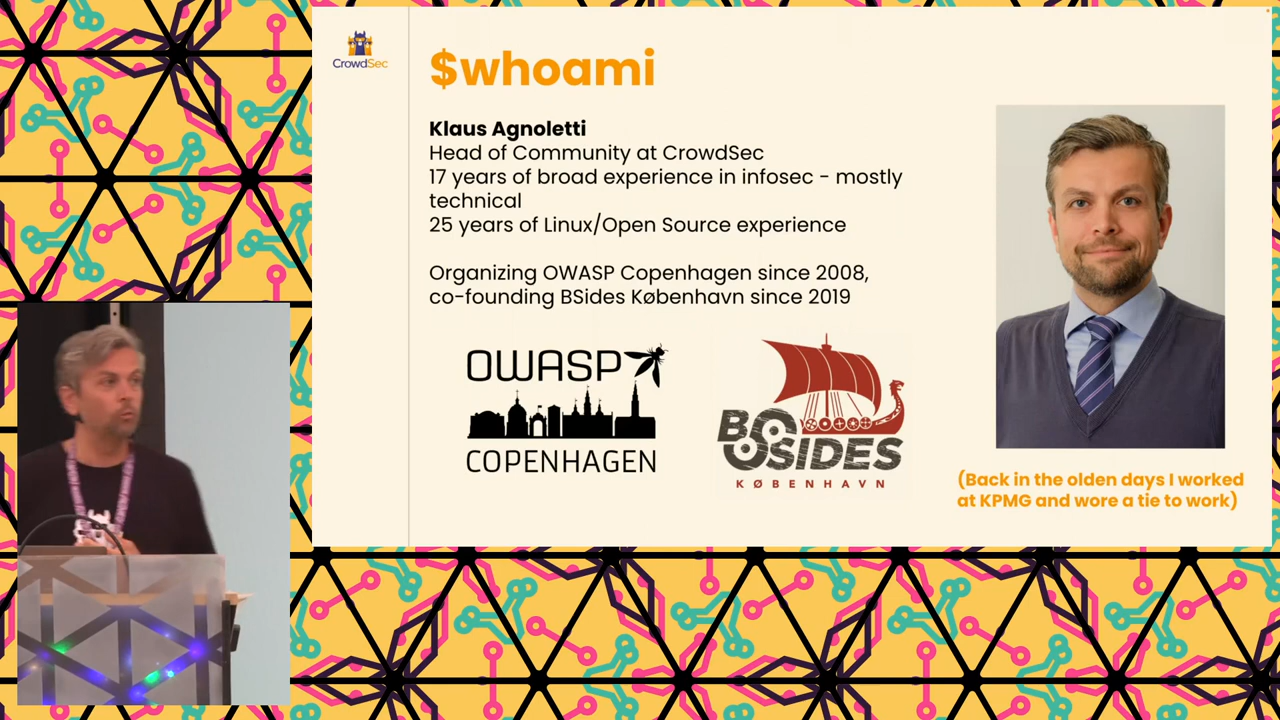 CrowdSec
$whoami
Klaus Agnoletti
Head of Community at CrowdSec
17 years of broad experience in infosec - mostly
technical
25 years of Linux/Open Source experience
Organizing OWASP Copenhagen since 2008,
co-founding BSides København since 2019
OWASP
COPENHAGEN
BSIDES
KØBENHAVN
(Back in the olden days I worked
at KPMG and wore a tie to work)